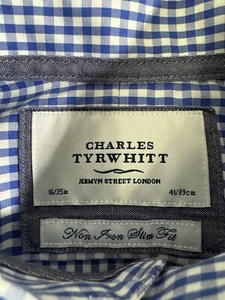 CHARLES
TYRWHITT
JERMYN STREET LONDON
16/35in 41/89cm
Non Iron Slim Fit